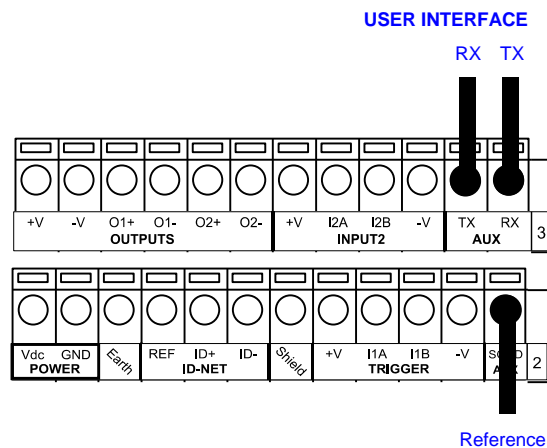 USER INTERFACE
RX TX
+V -V O1+ O1- O2+ O2- +V I2A I2B -V TX RX
OUTPUTS INPUT2 AUX
3
Vdc GND Earth REF ID+ ID- Shield +V I1A I1B -V
POWER ID-NET TRIGGER
2
Reference